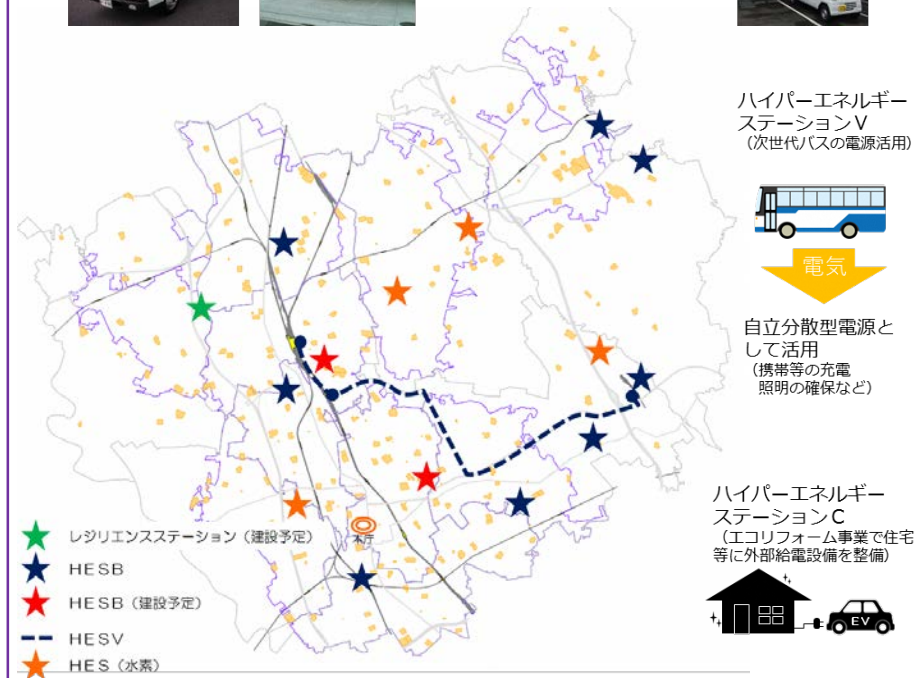 ハイパーエネルギー
ステーションV
（次世代バスの電源活用）
電気
自立分散型電源と
して活用
（携帯等の充電
照明の確保など）
ハイパーエネルギー
ステーションC
（エコリフォーム事業で住宅
等に外部給電設備を整備）
EV
本庁
レジリエンスステーション（建設予定）
HESB
HESB（建設予定）
HESV
HES（水素）